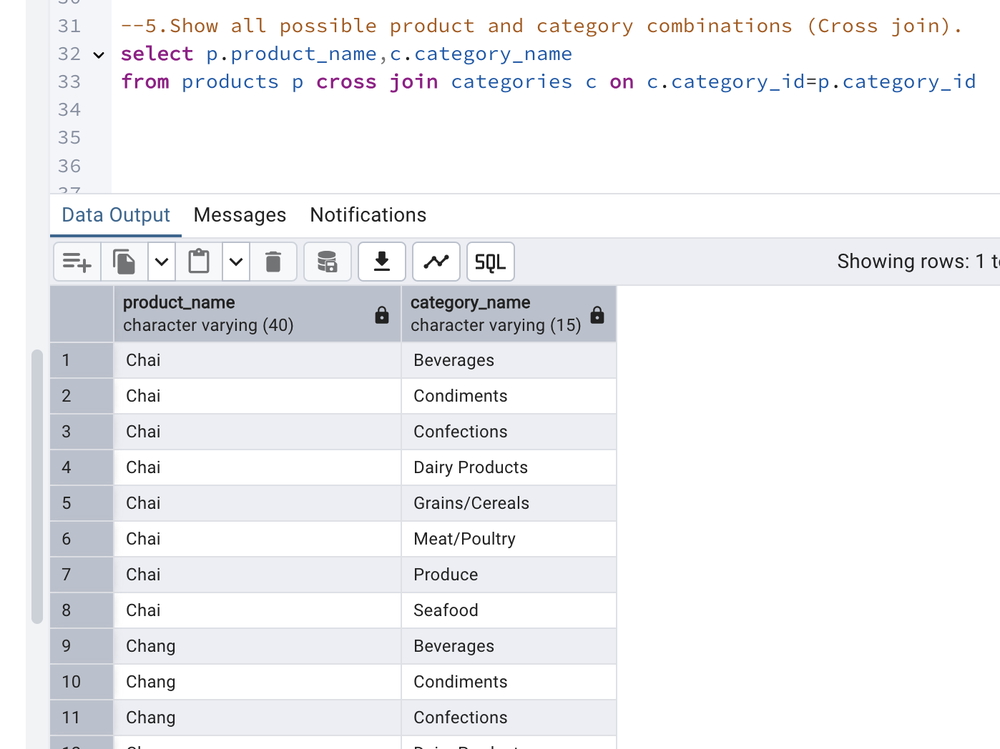 31 --5.Show all possible product and category combinations (Cross join).
32 select p.product_name,c.category_name
33 from products p cross join categories c on c.category_id=p.category_id
34
35
36
Data Output Messages Notifications
SQL Showing rows: 1
product_name category_name
character varying (40) character varying (15)
1 Chai Beverages
2 Chai Condiments
3 Chai Confections
4 Chai Dairy Products
5 Chai Grains/Cereals
6 Chai Meat/Poultry
7 Chai Produce
8 Chai Seafood
9 Chang Beverages
10 Chang Condiments
11 Chang Confections